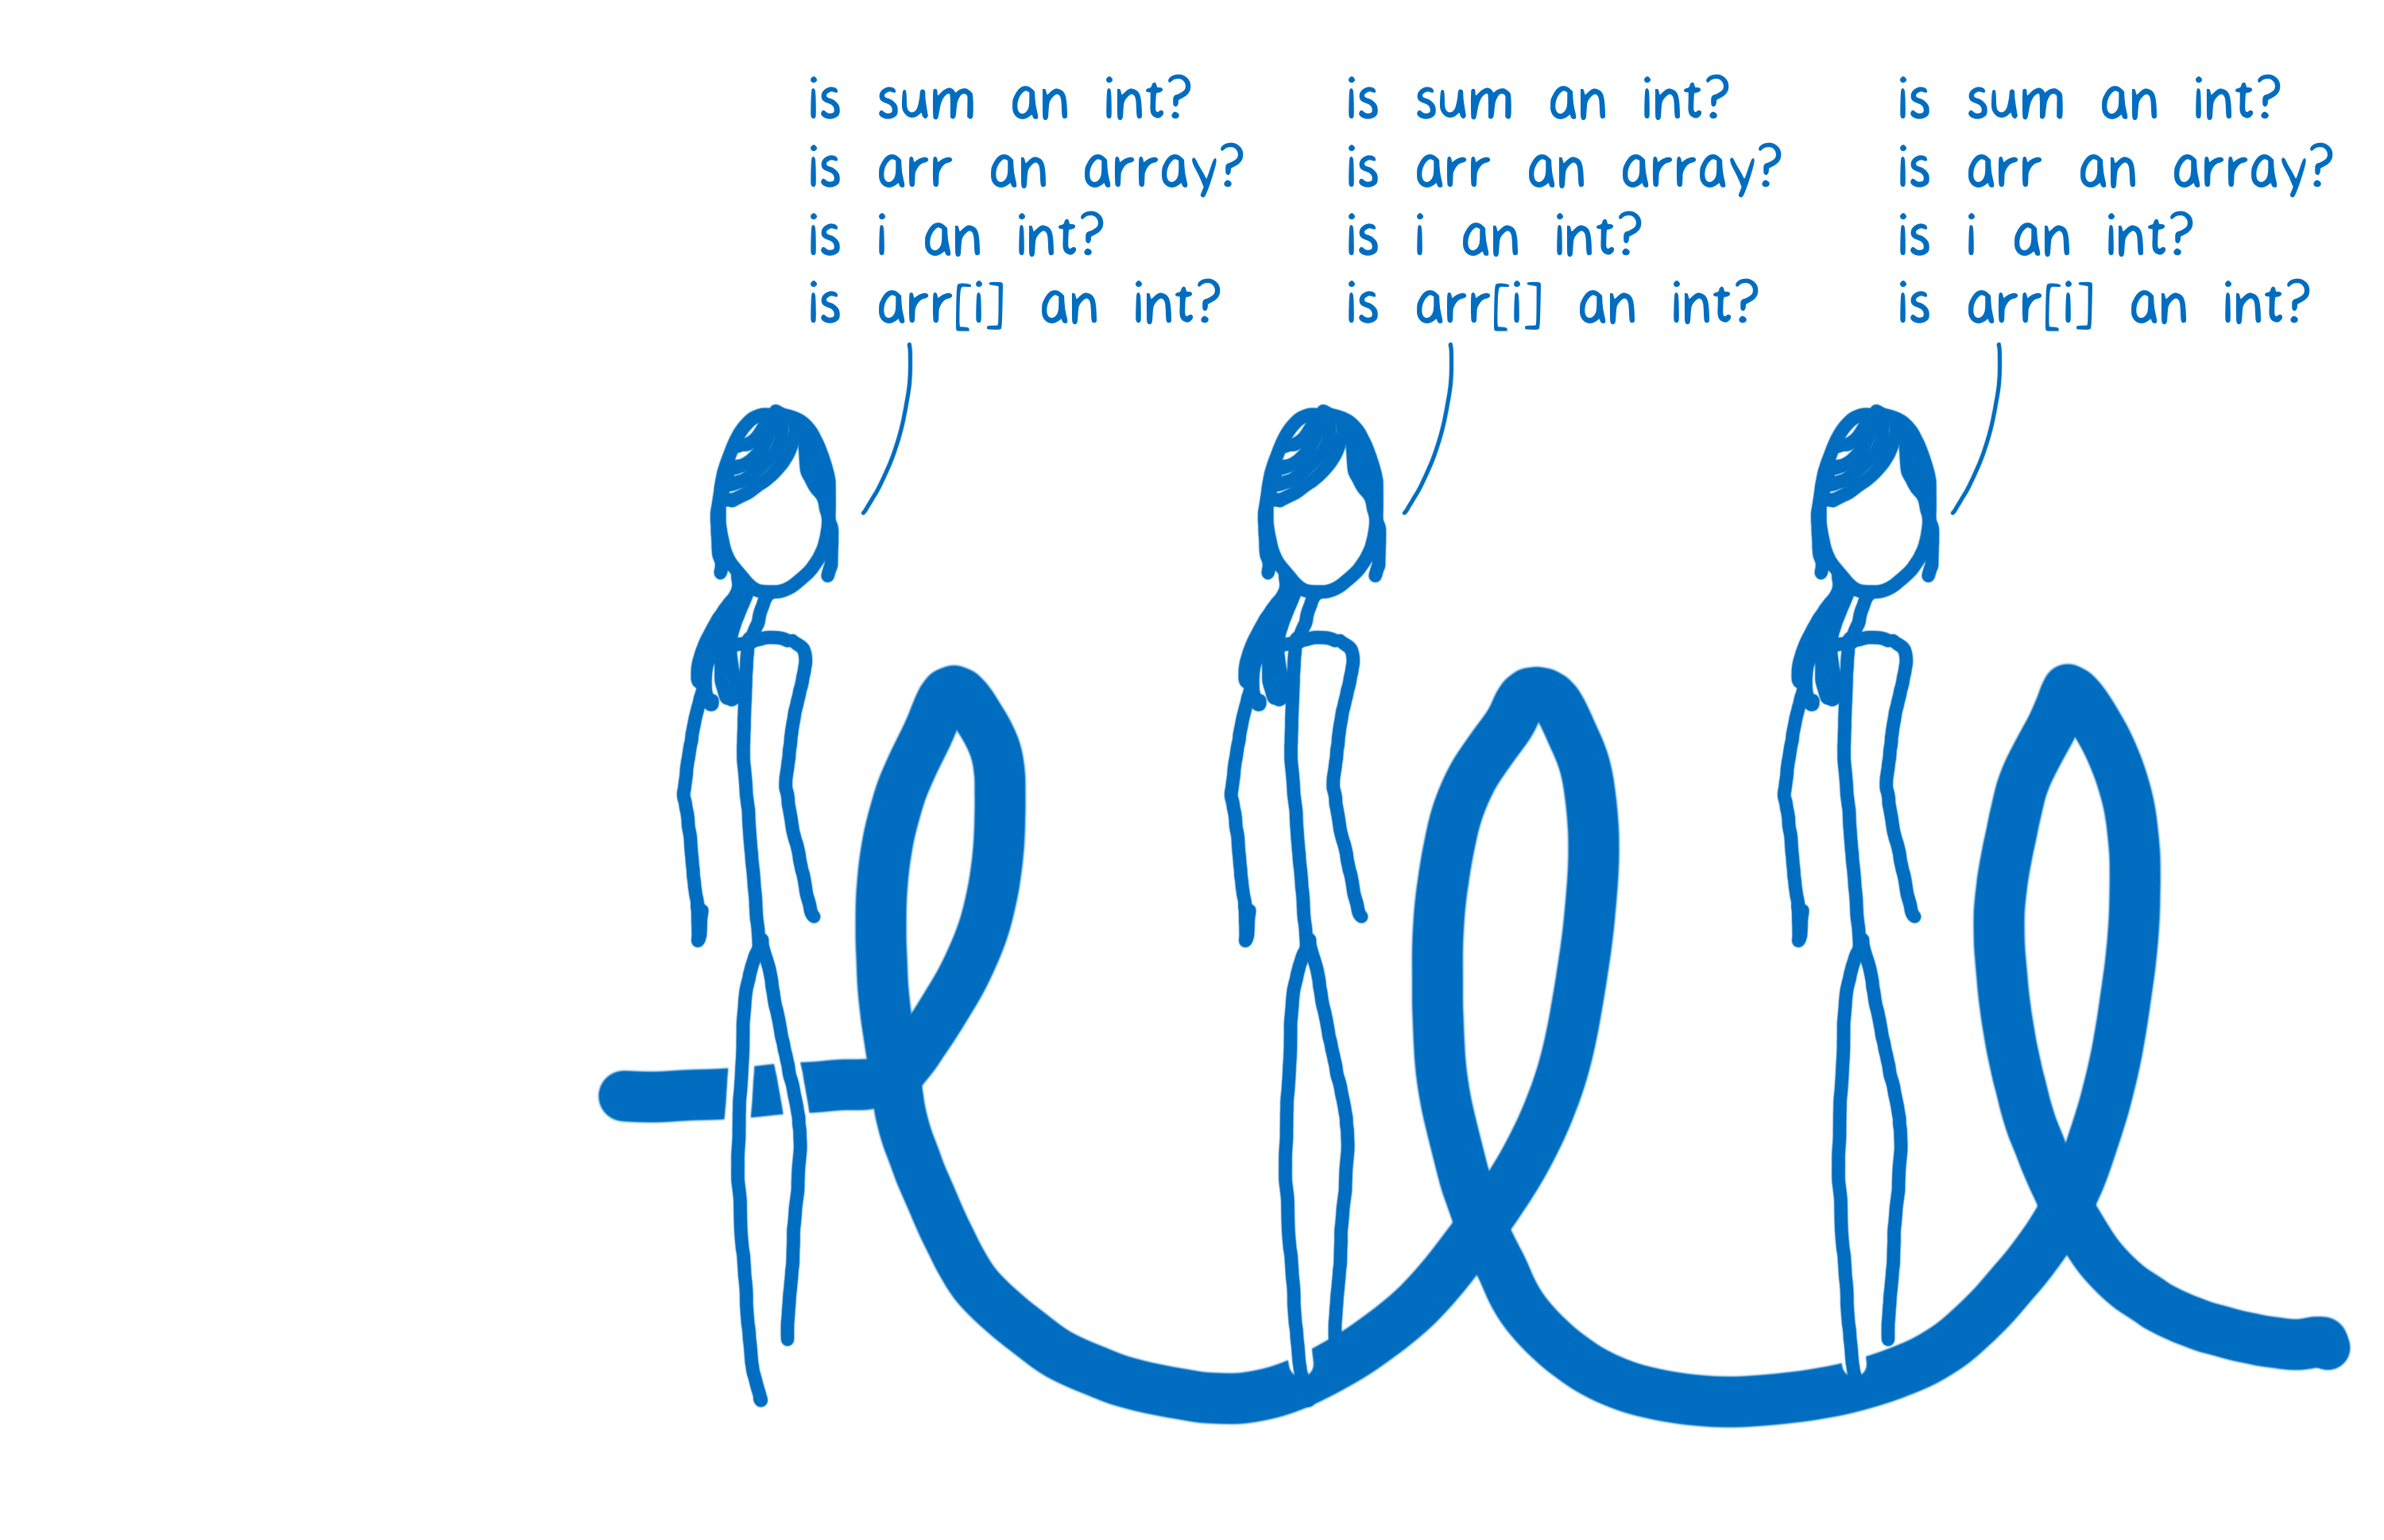 is sum an int?
is arr an array?
is i an int?
is arr[i] an int?
is sum an int?
is arr an array?
is i an int?
is arr[i] an int?
is sum an int?
is arr an array?
is i an int?
is arr[i] an int?